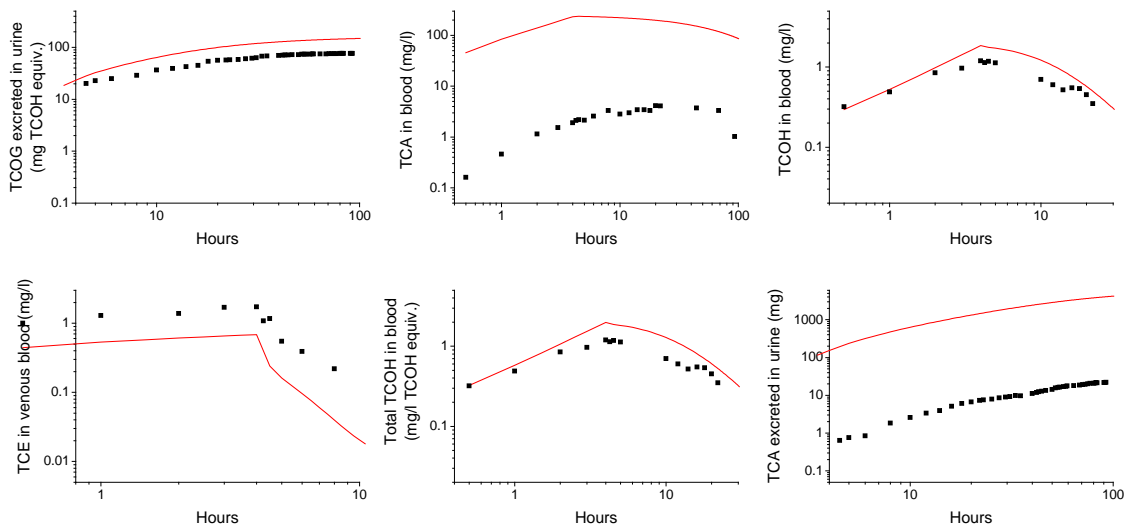 TCOG excreted in urine
(mg TCOH equiv.)
100
10
1
0.1
10
100
Hours
TCA in blood (mg/l)
100
10
1
0.1
1
10
100
Hours
TCOH in blood (mg/l)
1
0.1
1
10
Hours
TCE in venous blood (mg/l)
1
0.1
0.01
1
10
Hours
Total TCOH in blood
(mg/l TCOH equiv.)
1
0.1
1
10
Hours
TCA excreted in urine (mg)
1000
100
10
1
0.1
10
100
Hours